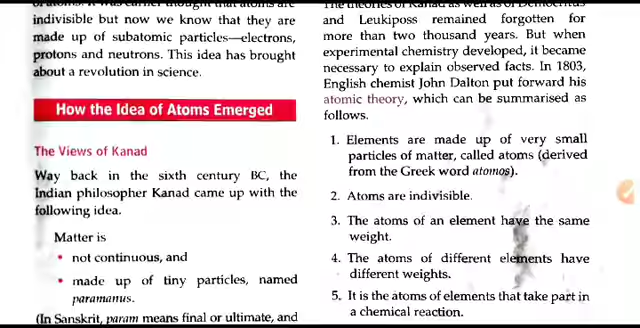 indivisible but now we know that they are
made up of subatomic particles—electrons,
protons and neutrons. This idea has brought
about a revolution in science.
How the Idea of Atoms Emerged
The Views of Kanad
Way back in the sixth century BC, the
Indian philosopher Kanad came up with the
following idea.
Matter is
• not continuous, and
• made up of tiny particles, named
paramanus.
(In Sanskrit, param means final or ultimate, and
and Leukiposs remained forgotten for
more than two thousand years. But when
experimental chemistry developed, it became
necessary to explain observed facts. In 1803,
English chemist John Dalton put forward his
atomic theory, which can be summarised as
follows.
1. Elements are made up of very small
particles of matter, called atoms (derived
from the Greek word atomos).
2. Atoms are indivisible.
3. The atoms of an element have the same
weight.
4. The atoms of different elements have
different weights.
5. It is the atoms of elements that take part in
a chemical reaction.